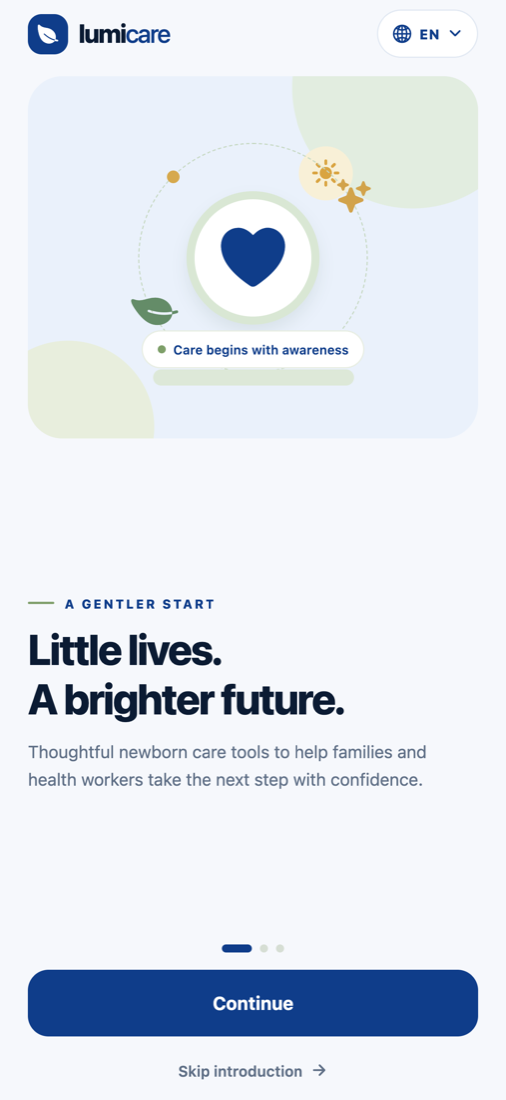 lumicare
EN
Care begins with awareness
A GENTLER START
Little lives.
A brighter future.
Thoughtful newborn care tools to help families and
health workers take the next step with confidence.
Continue
Skip introduction →